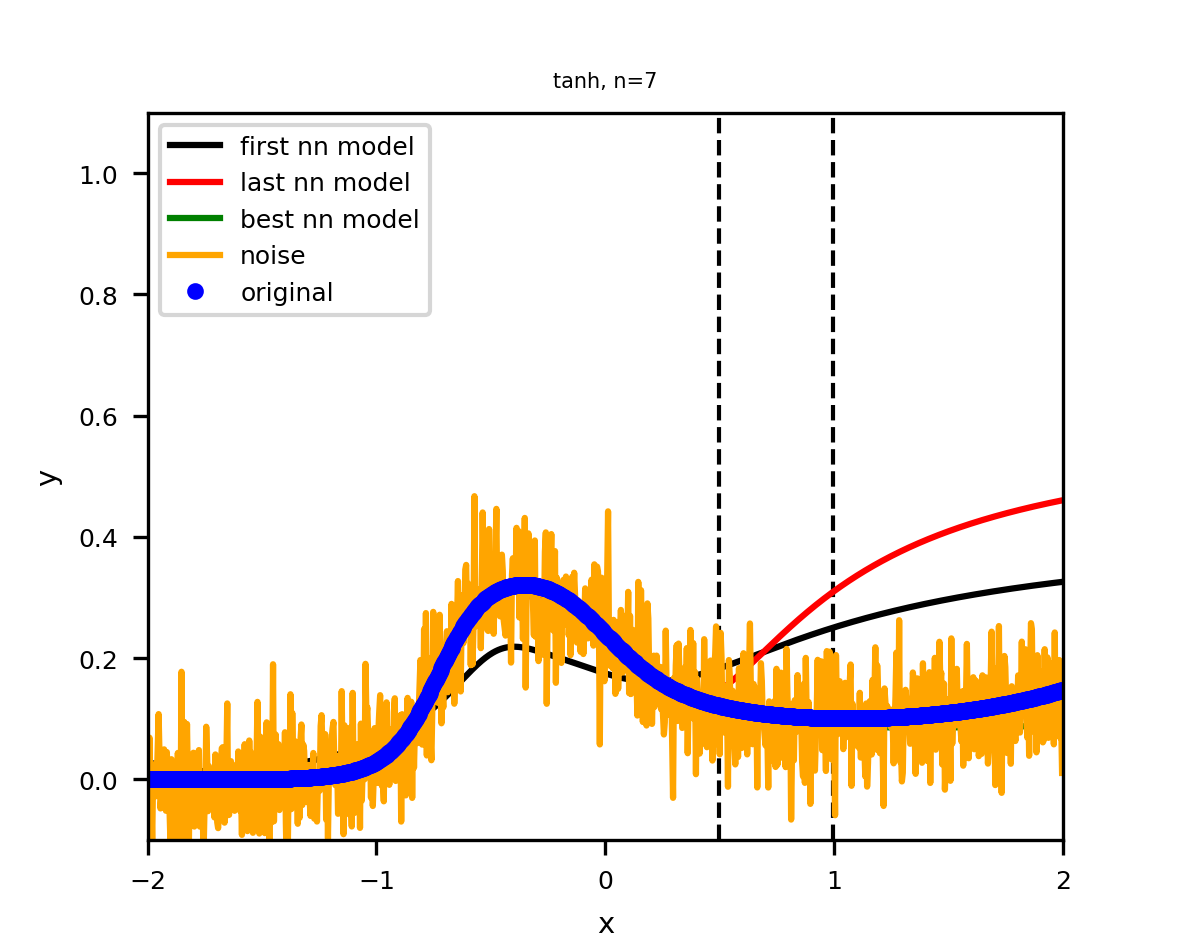 tanh, n=7
first nn model
last nn model
best nn model
noise
original
1.0
0.8
0.6
0.4
0.2
0.0
y
−2
−1
0
1
2
x